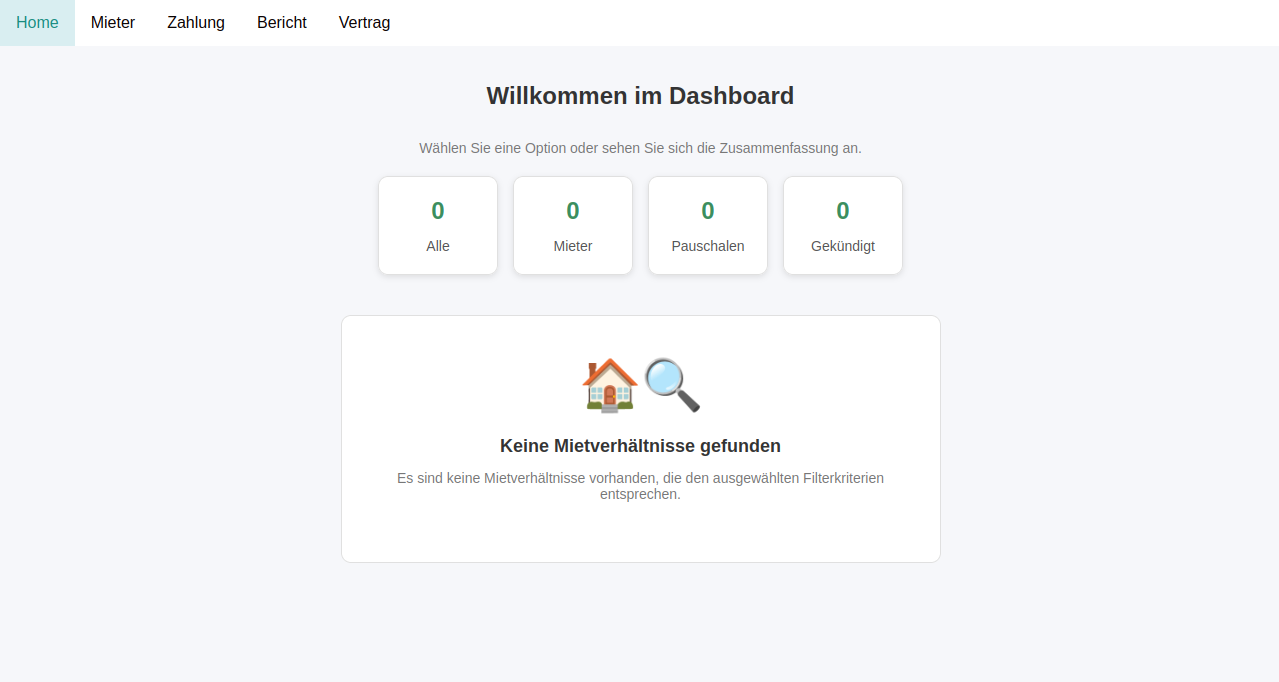 Home Mieter Zahlung Bericht Vertrag
Willkommen im Dashboard
Wählen Sie eine Option oder sehen Sie sich die Zusammenfassung an.
0 0 0 0
Alle Mieter Pauschalen Gekündigt
Keine Mietverhältnisse gefunden
Es sind keine Mietverhältnisse vorhanden, die den ausgewählten Filterkriterien
entsprechen.